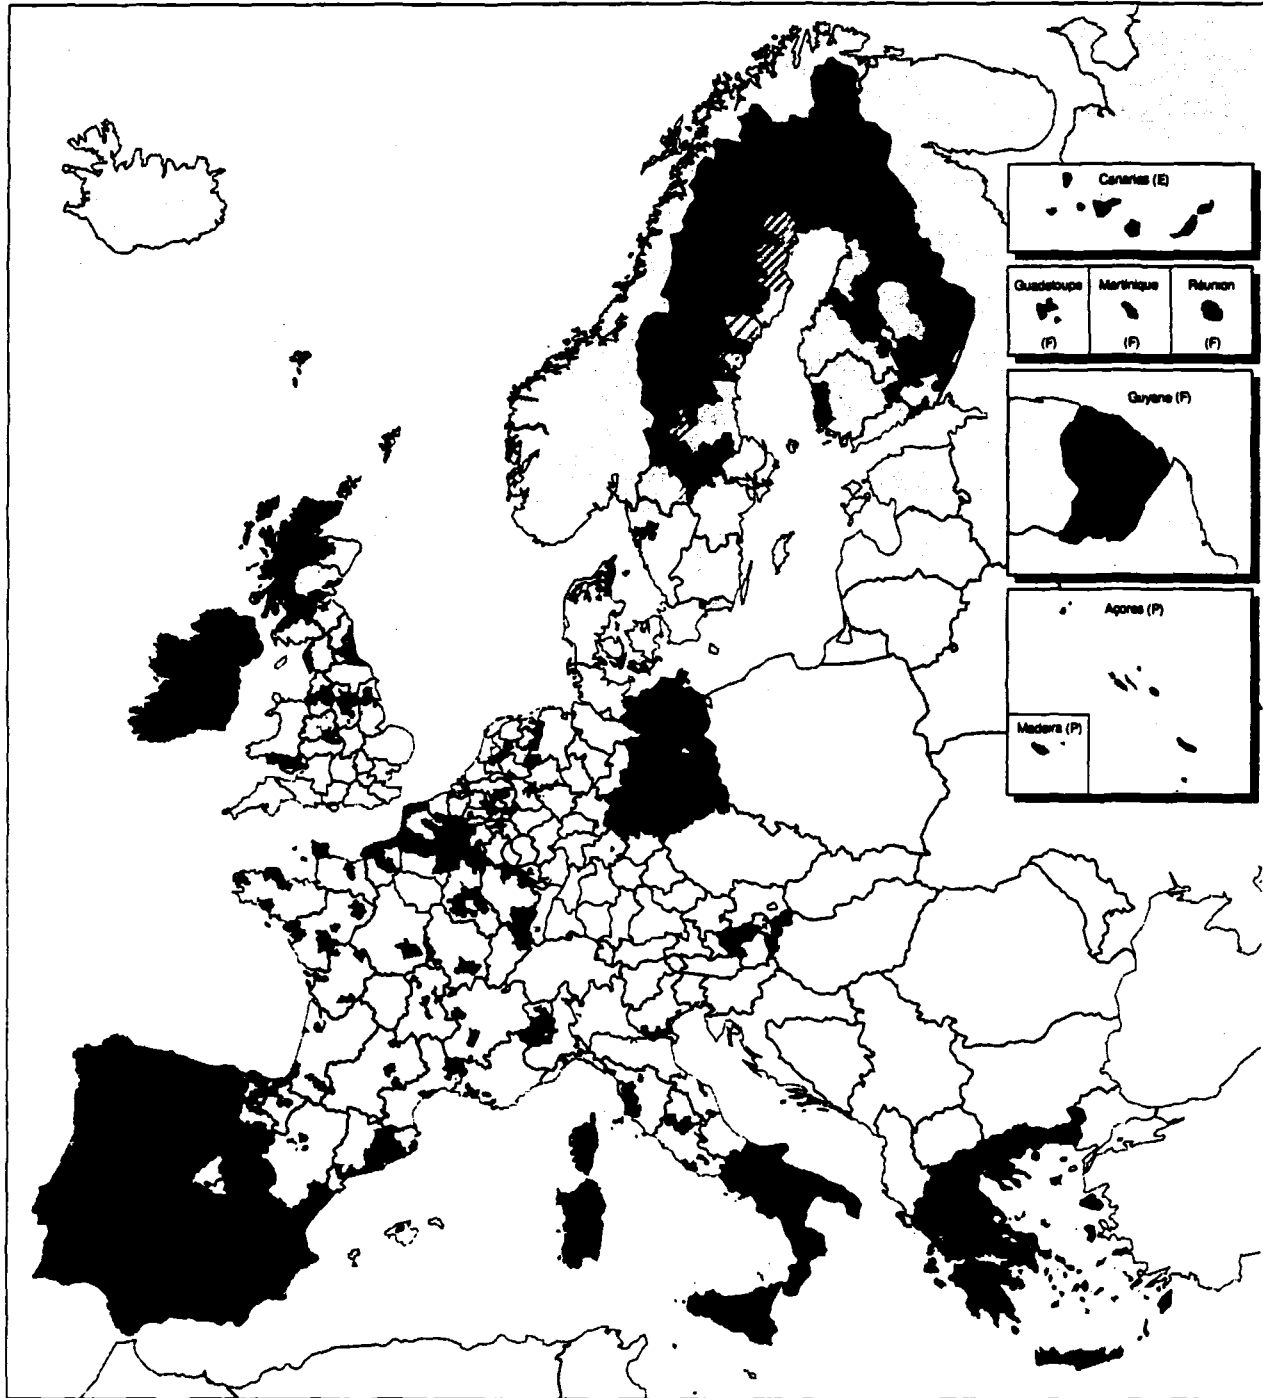 Canarias (E)
Guadeloupe Martinique Réunion
(F) (F) (F)
Guyane (F)
Açores (P)
Madeira (P)